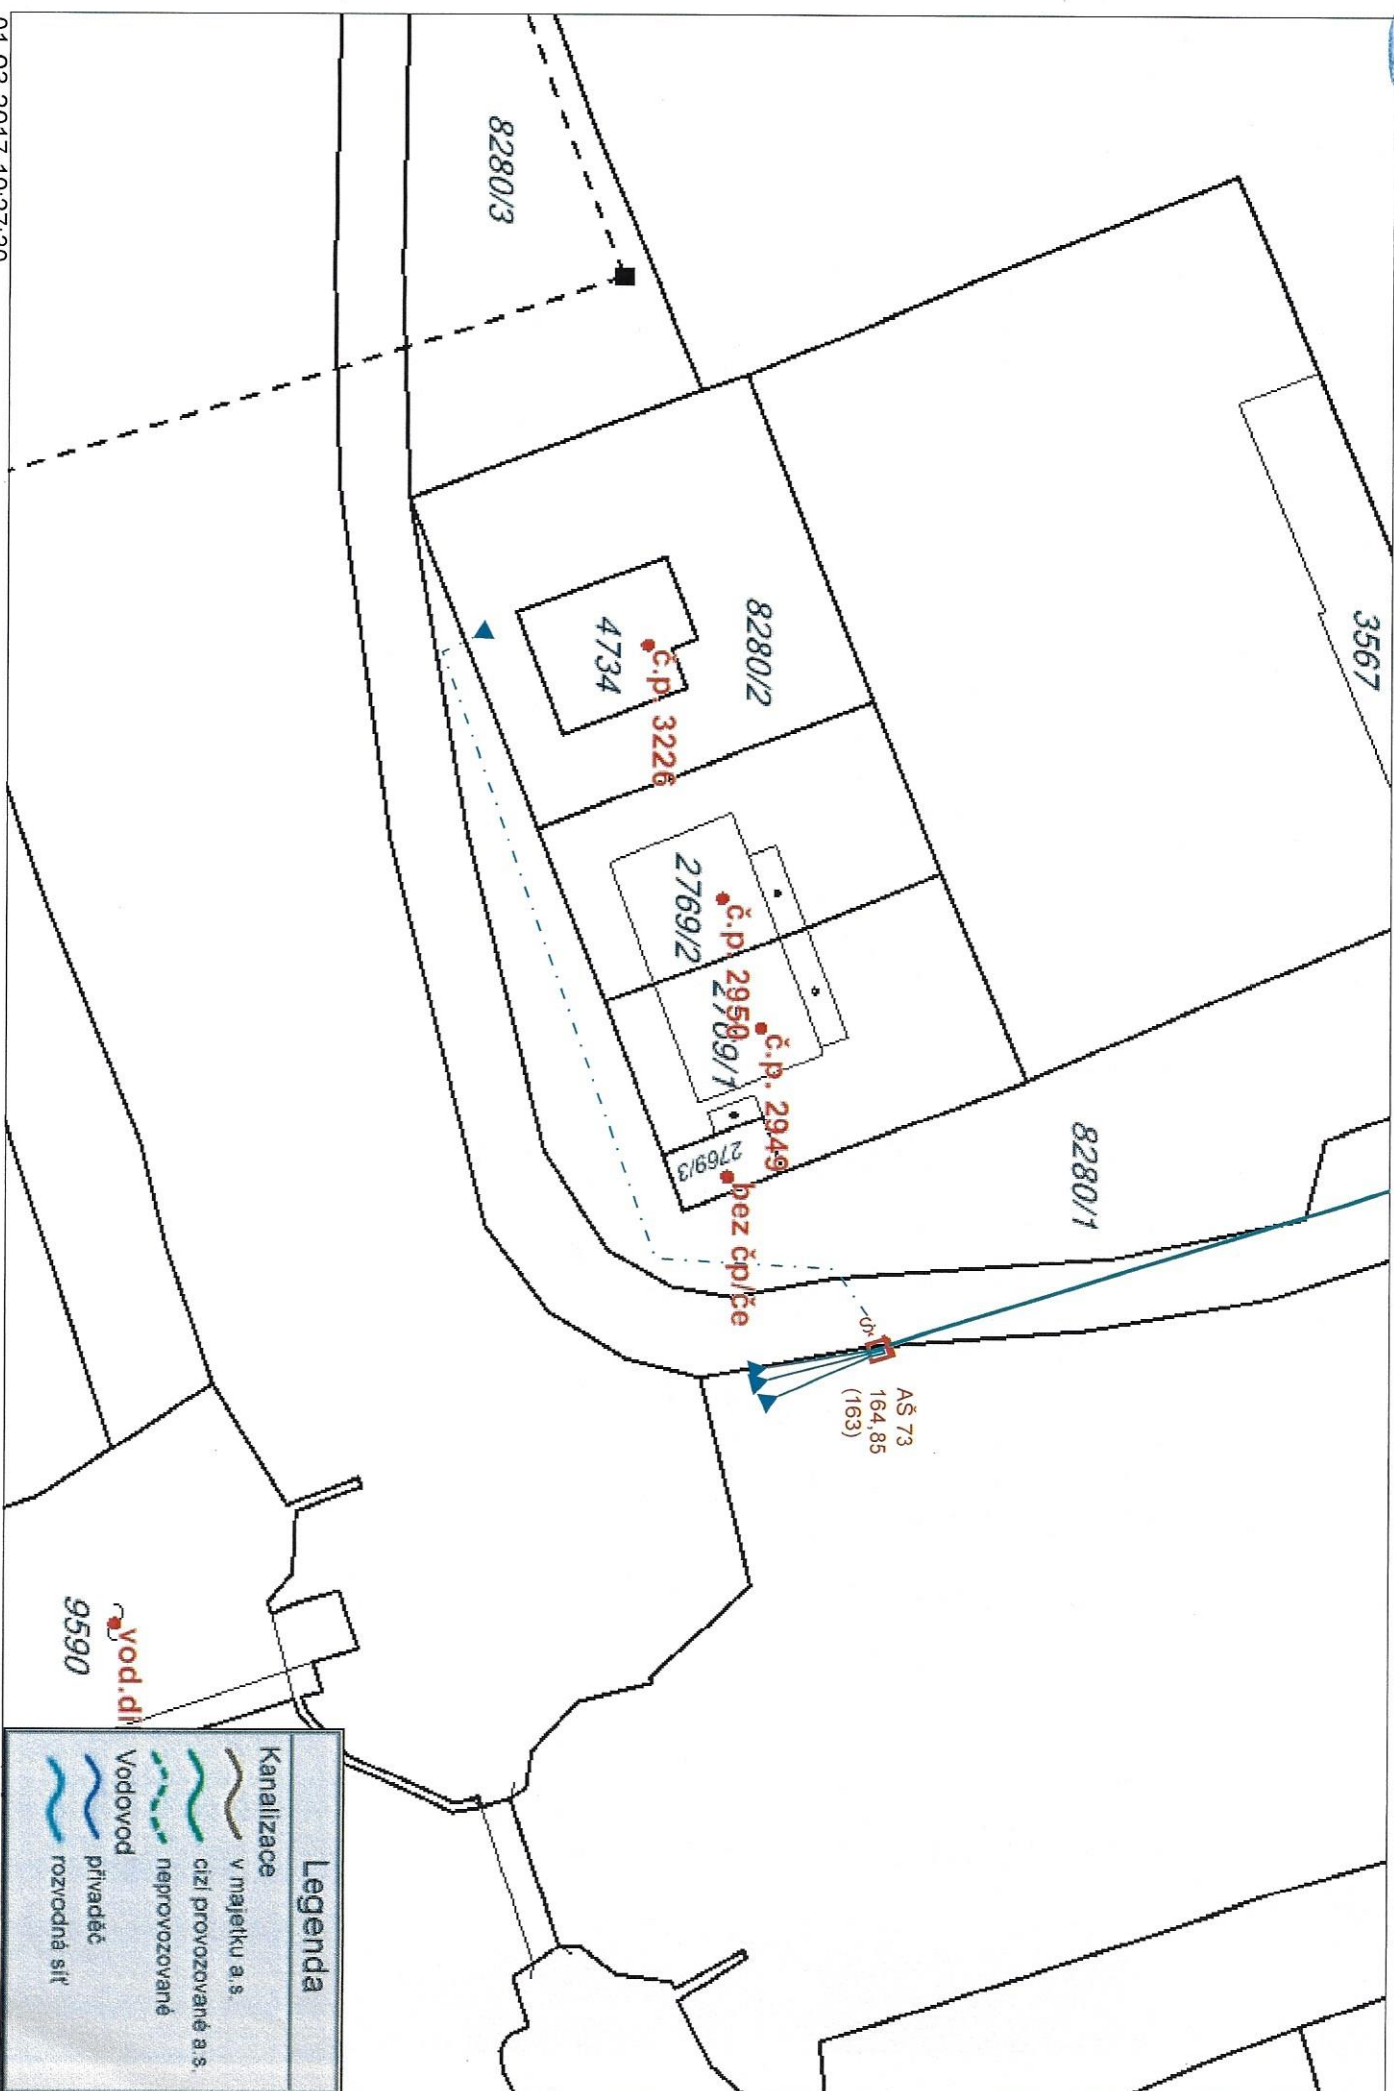 3567
8280/3
8280/2
č.p. 3226
4734
č.p. 2950
2769/2
č.p. 2949
2769/1
8280/1
2769/3
bez čp/če
AŠ 73
164,85
(163)
9590
Legenda
Kanalizace
v majetku a.s.
cizí provozované a.s.
neprovozované
Vodovod
přivaděč
rozvodná síť